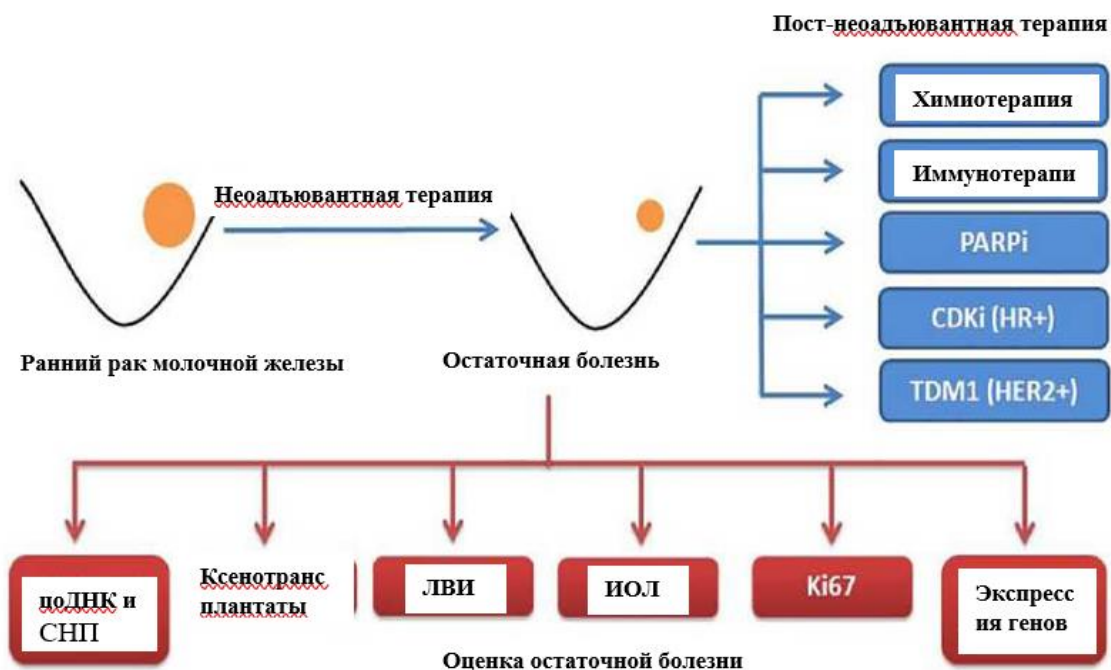 Пост-неоадъювантная терапия
Химиотерапия
Неоадъювантная терапия
Иммунотерапи
PARPi
CDKi (HR+)
Ранний рак молочной железы
Остаточная болезнь
TDM1 (HER2+)
цоДНК и
СНП
Ксенотранс
плантаты
ЛВИ
ИОЛ
Ki67
Экспресс
ия генов
Оценка остаточной болезни